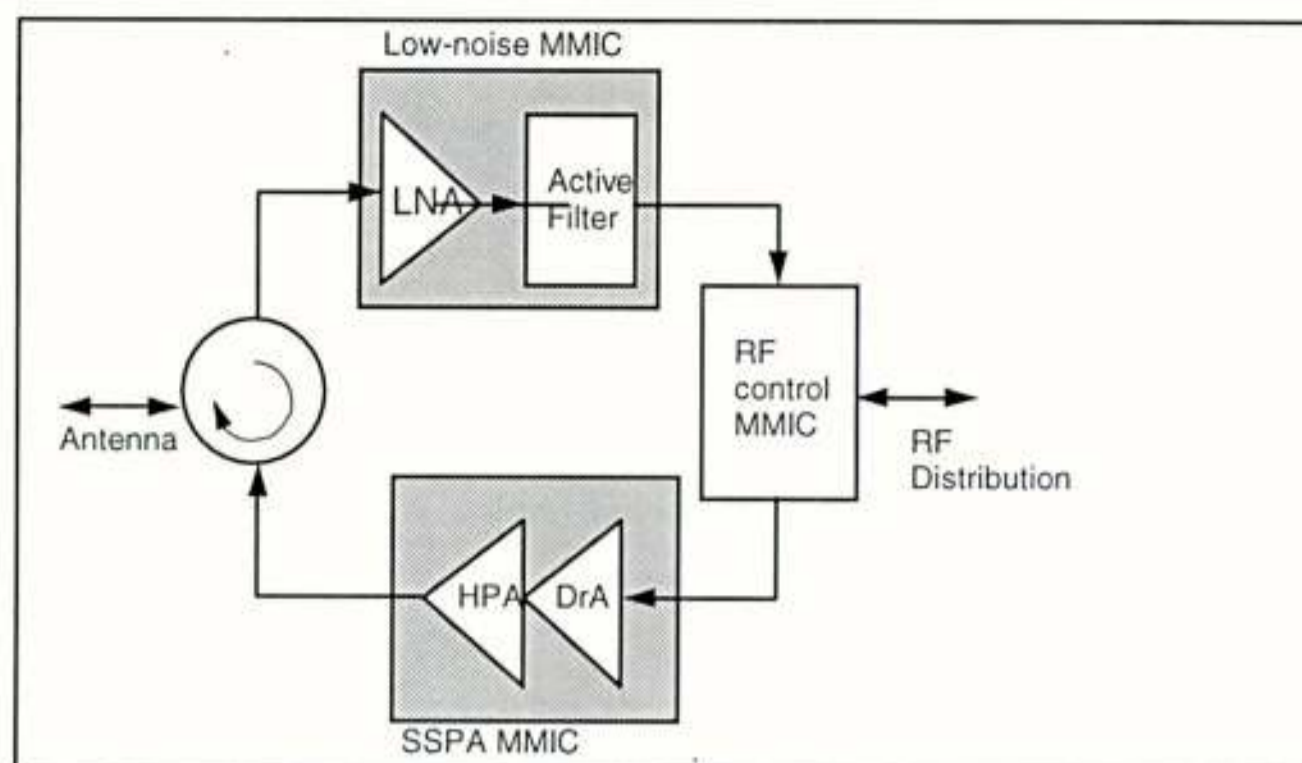 Low-noise MMIC
LNA
Active
Filter
RF
control
MMIC
Antenna
RF
Distribution
HPA
DrA
SSPA MMIC